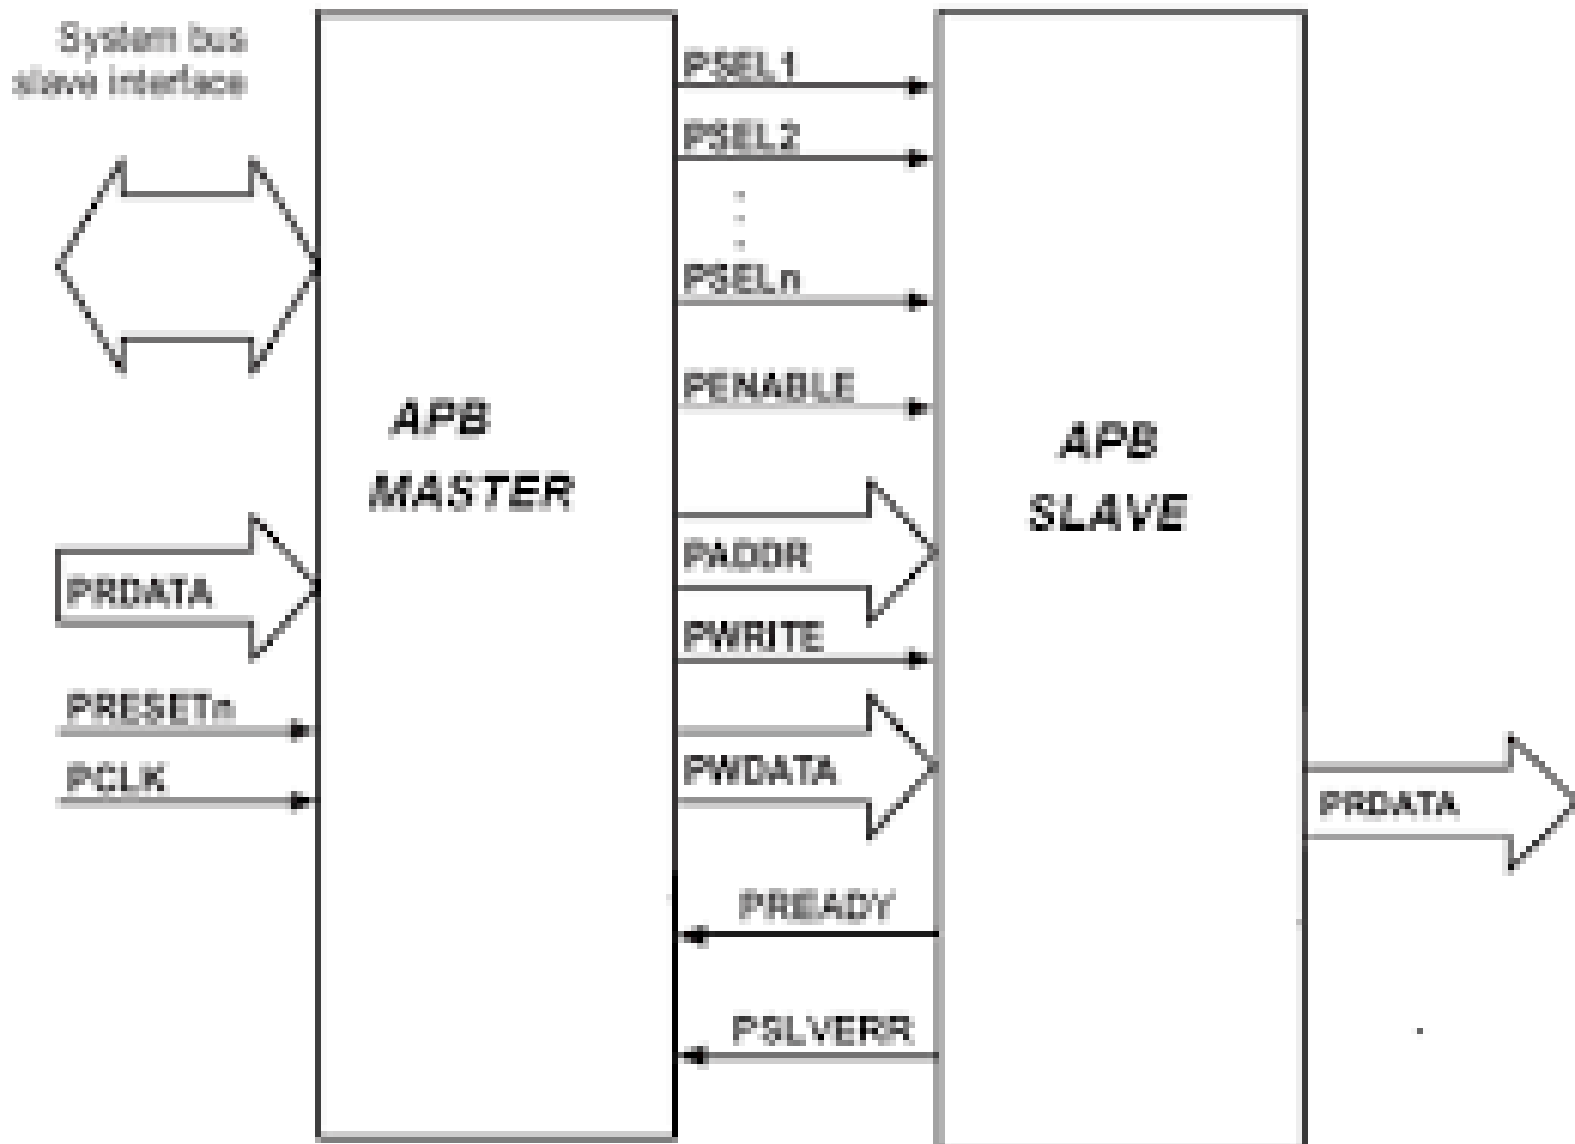 System bus
slave interface
PSEL1
PSEL2
PSELn
PENABLE
APB
MASTER
APB
SLAVE
PADDR
PRDATA
PWRITE
PRESETn
PWDATA
PCLK
PRDATA
PREADY
PSLVERR